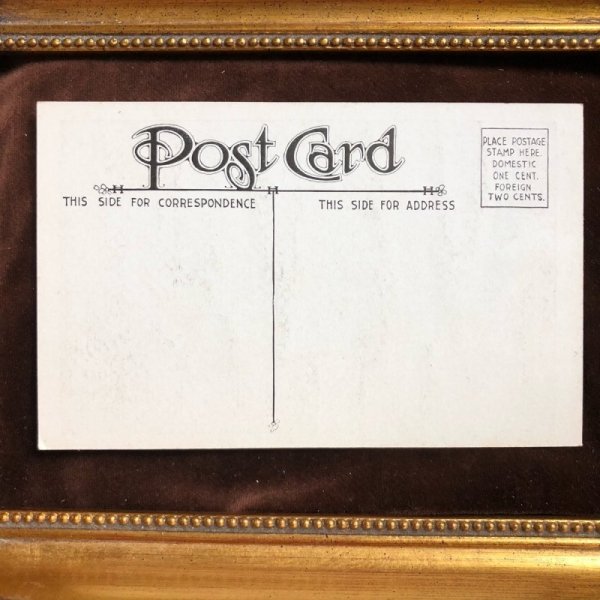 Post Card
THIS SIDE FOR CORRESPONDENCE
THIS SIDE FOR ADDRESS
PLACE POSTAGE
STAMP HERE.
DOMESTIC
ONE CENT.
FOREIGN
TWO CENTS.